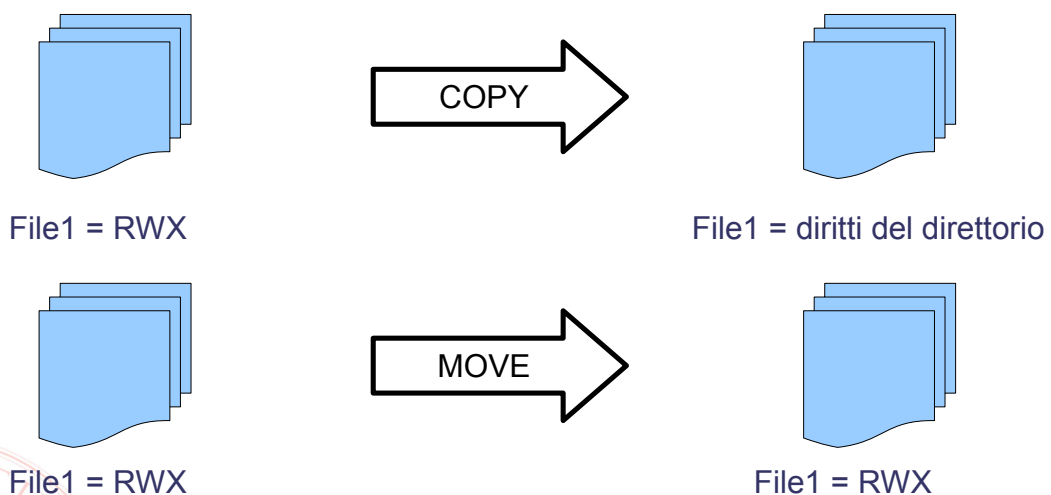 COPY
File1 = RWX
File1 = diritti del direttorio
MOVE
File1 = RWX
File1 = RWX